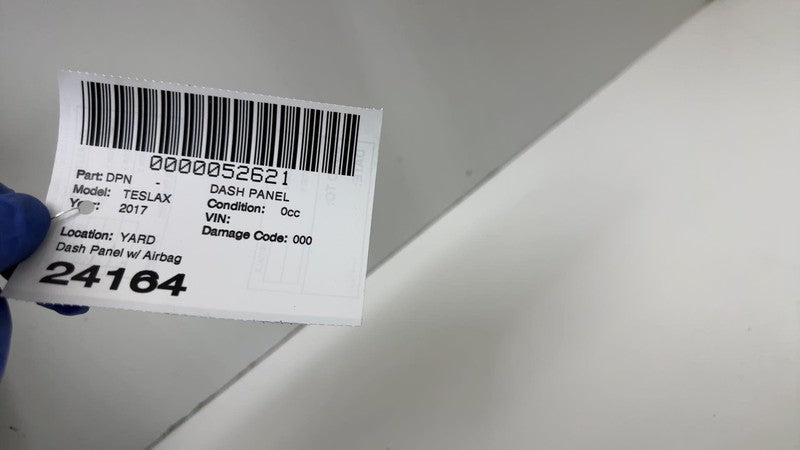 0000052621
Part: DPN - DASH PANEL
Model: TESLAX Condition: 0cc
2017 VIN:
Location: YARD Damage Code: 000
Dash Panel w/ Airbag
24164